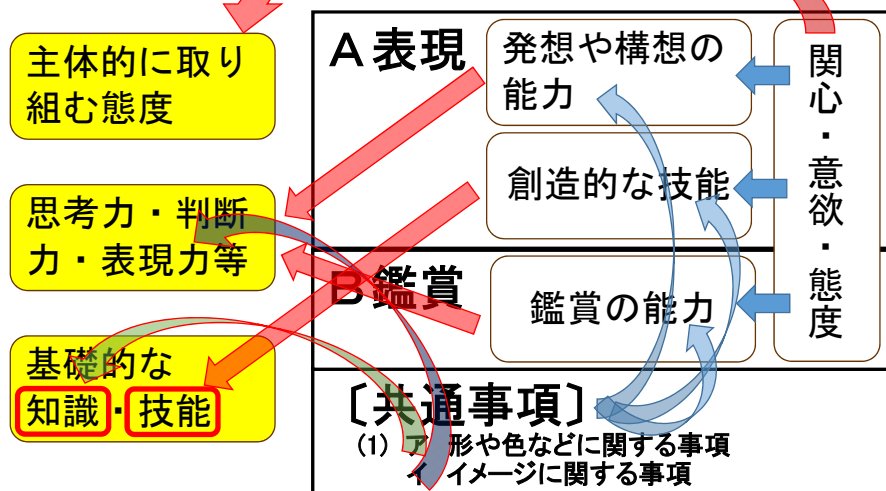 主体的に取り
組む態度
思考力・判断
力・表現力等
基礎的な
知識・技能
A表現
発想や構想の
能力
創造的な技能
B鑑賞
鑑賞の能力
関心・意欲・態度
〔共通事項〕
(1) ア 形や色などに関する事項
イ イメージに関する事項